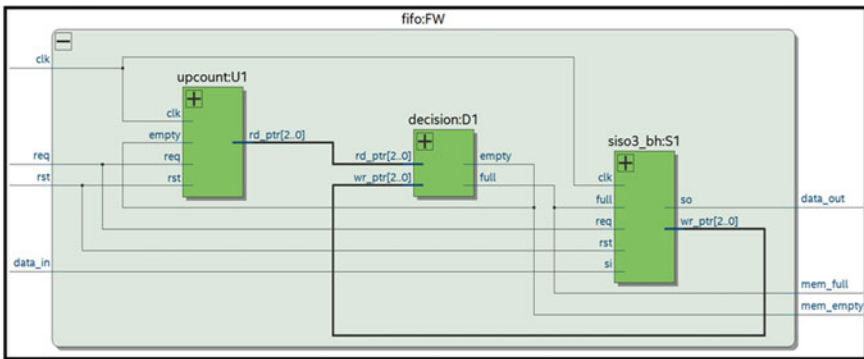 fifo:FW
clk
upcount:U1
clk
empty
req
rst
rd_ptr[2..0]
decision:D1
rd_ptr[2..0]
wr_ptr[2..0]
empty
full
siso3_bh:S1
clk
full
req
rst
si
so
wr_ptr[2..0]
req
rst
data_in
data_out
mem_full
mem_empty